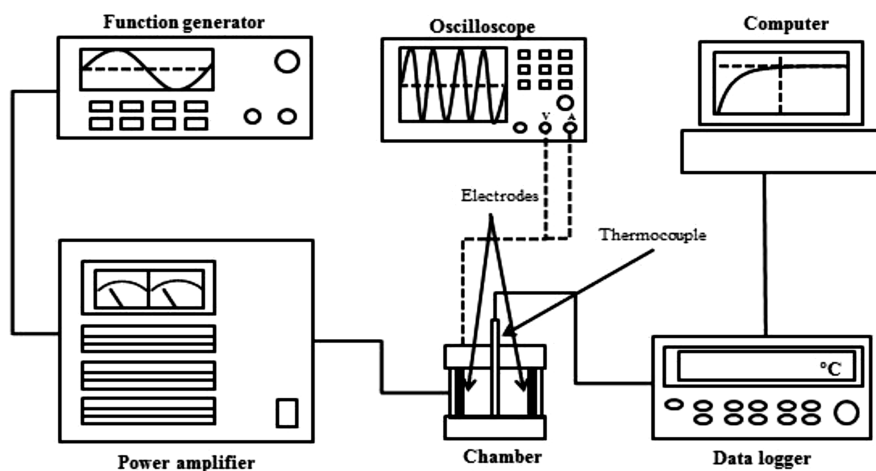 Function generator
Oscilloscope
Computer
V
A
Electrodes
Thermocouple
°C
Power amplifier
Chamber
Data logger